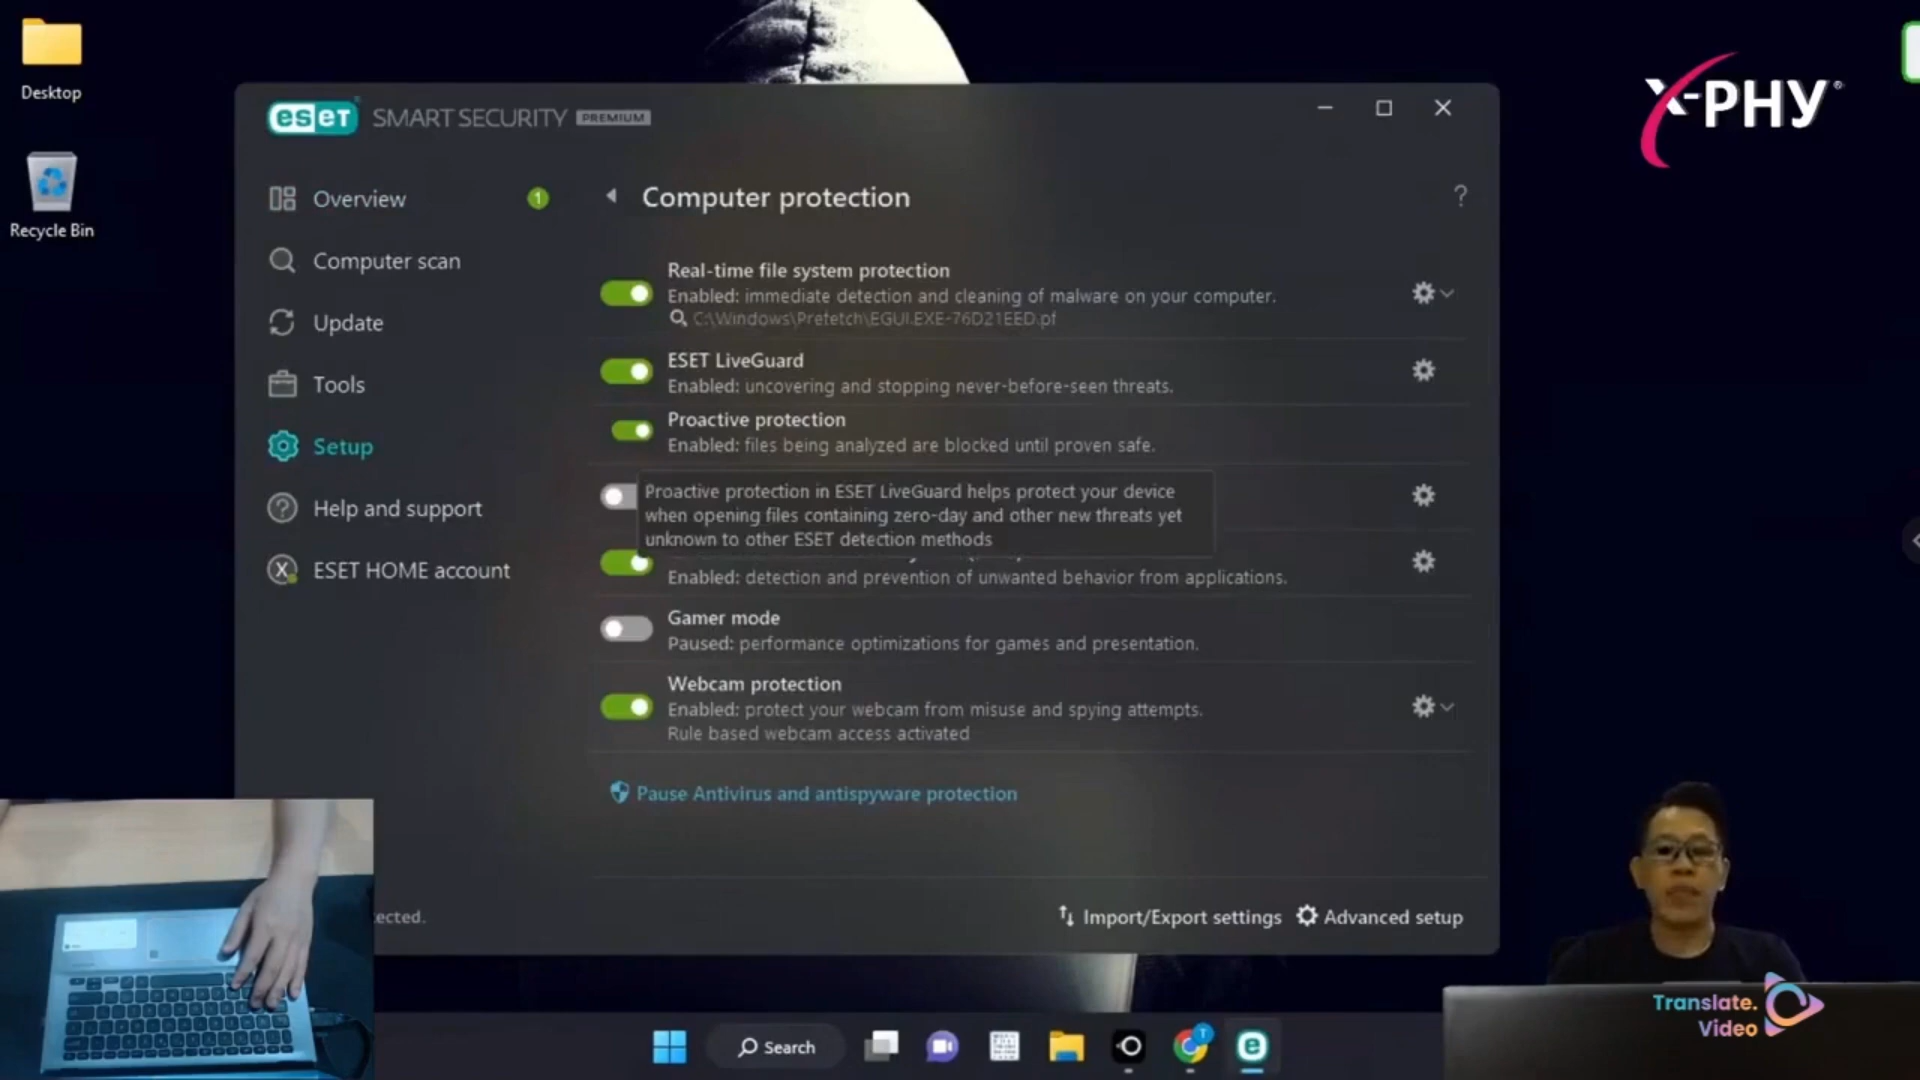 Desktop
Recycle Bin
eseT SMART SECURITY PREMIUM
X-PHY®
Overview
1
Computer scan
Update
Tools
Setup
Help and support
ESET HOME account
Computer protection
?
Real-time file system protection
Enabled: immediate detection and cleaning of malware on your computer.
C:\Windows\Prefetch\EGUI.EXE-76D21EED.pf
ESET LiveGuard
Enabled: uncovering and stopping never-before-seen threats.
Proactive protection
Enabled: files being analyzed are blocked until proven safe.
Proactive protection in ESET LiveGuard helps protect your device
when opening files containing zero-day and other new threats yet
unknown to other ESET detection methods
Enabled: detection and prevention of unwanted behavior from applications.
Gamer mode
Paused: performance optimizations for games and presentation.
Webcam protection
Enabled: protect your webcam from misuse and spying attempts.
Rule based webcam access activated
Pause Antivirus and antispyware protection
ected.
Import/Export settings
Advanced setup
Search
T
e
Translate.
Video